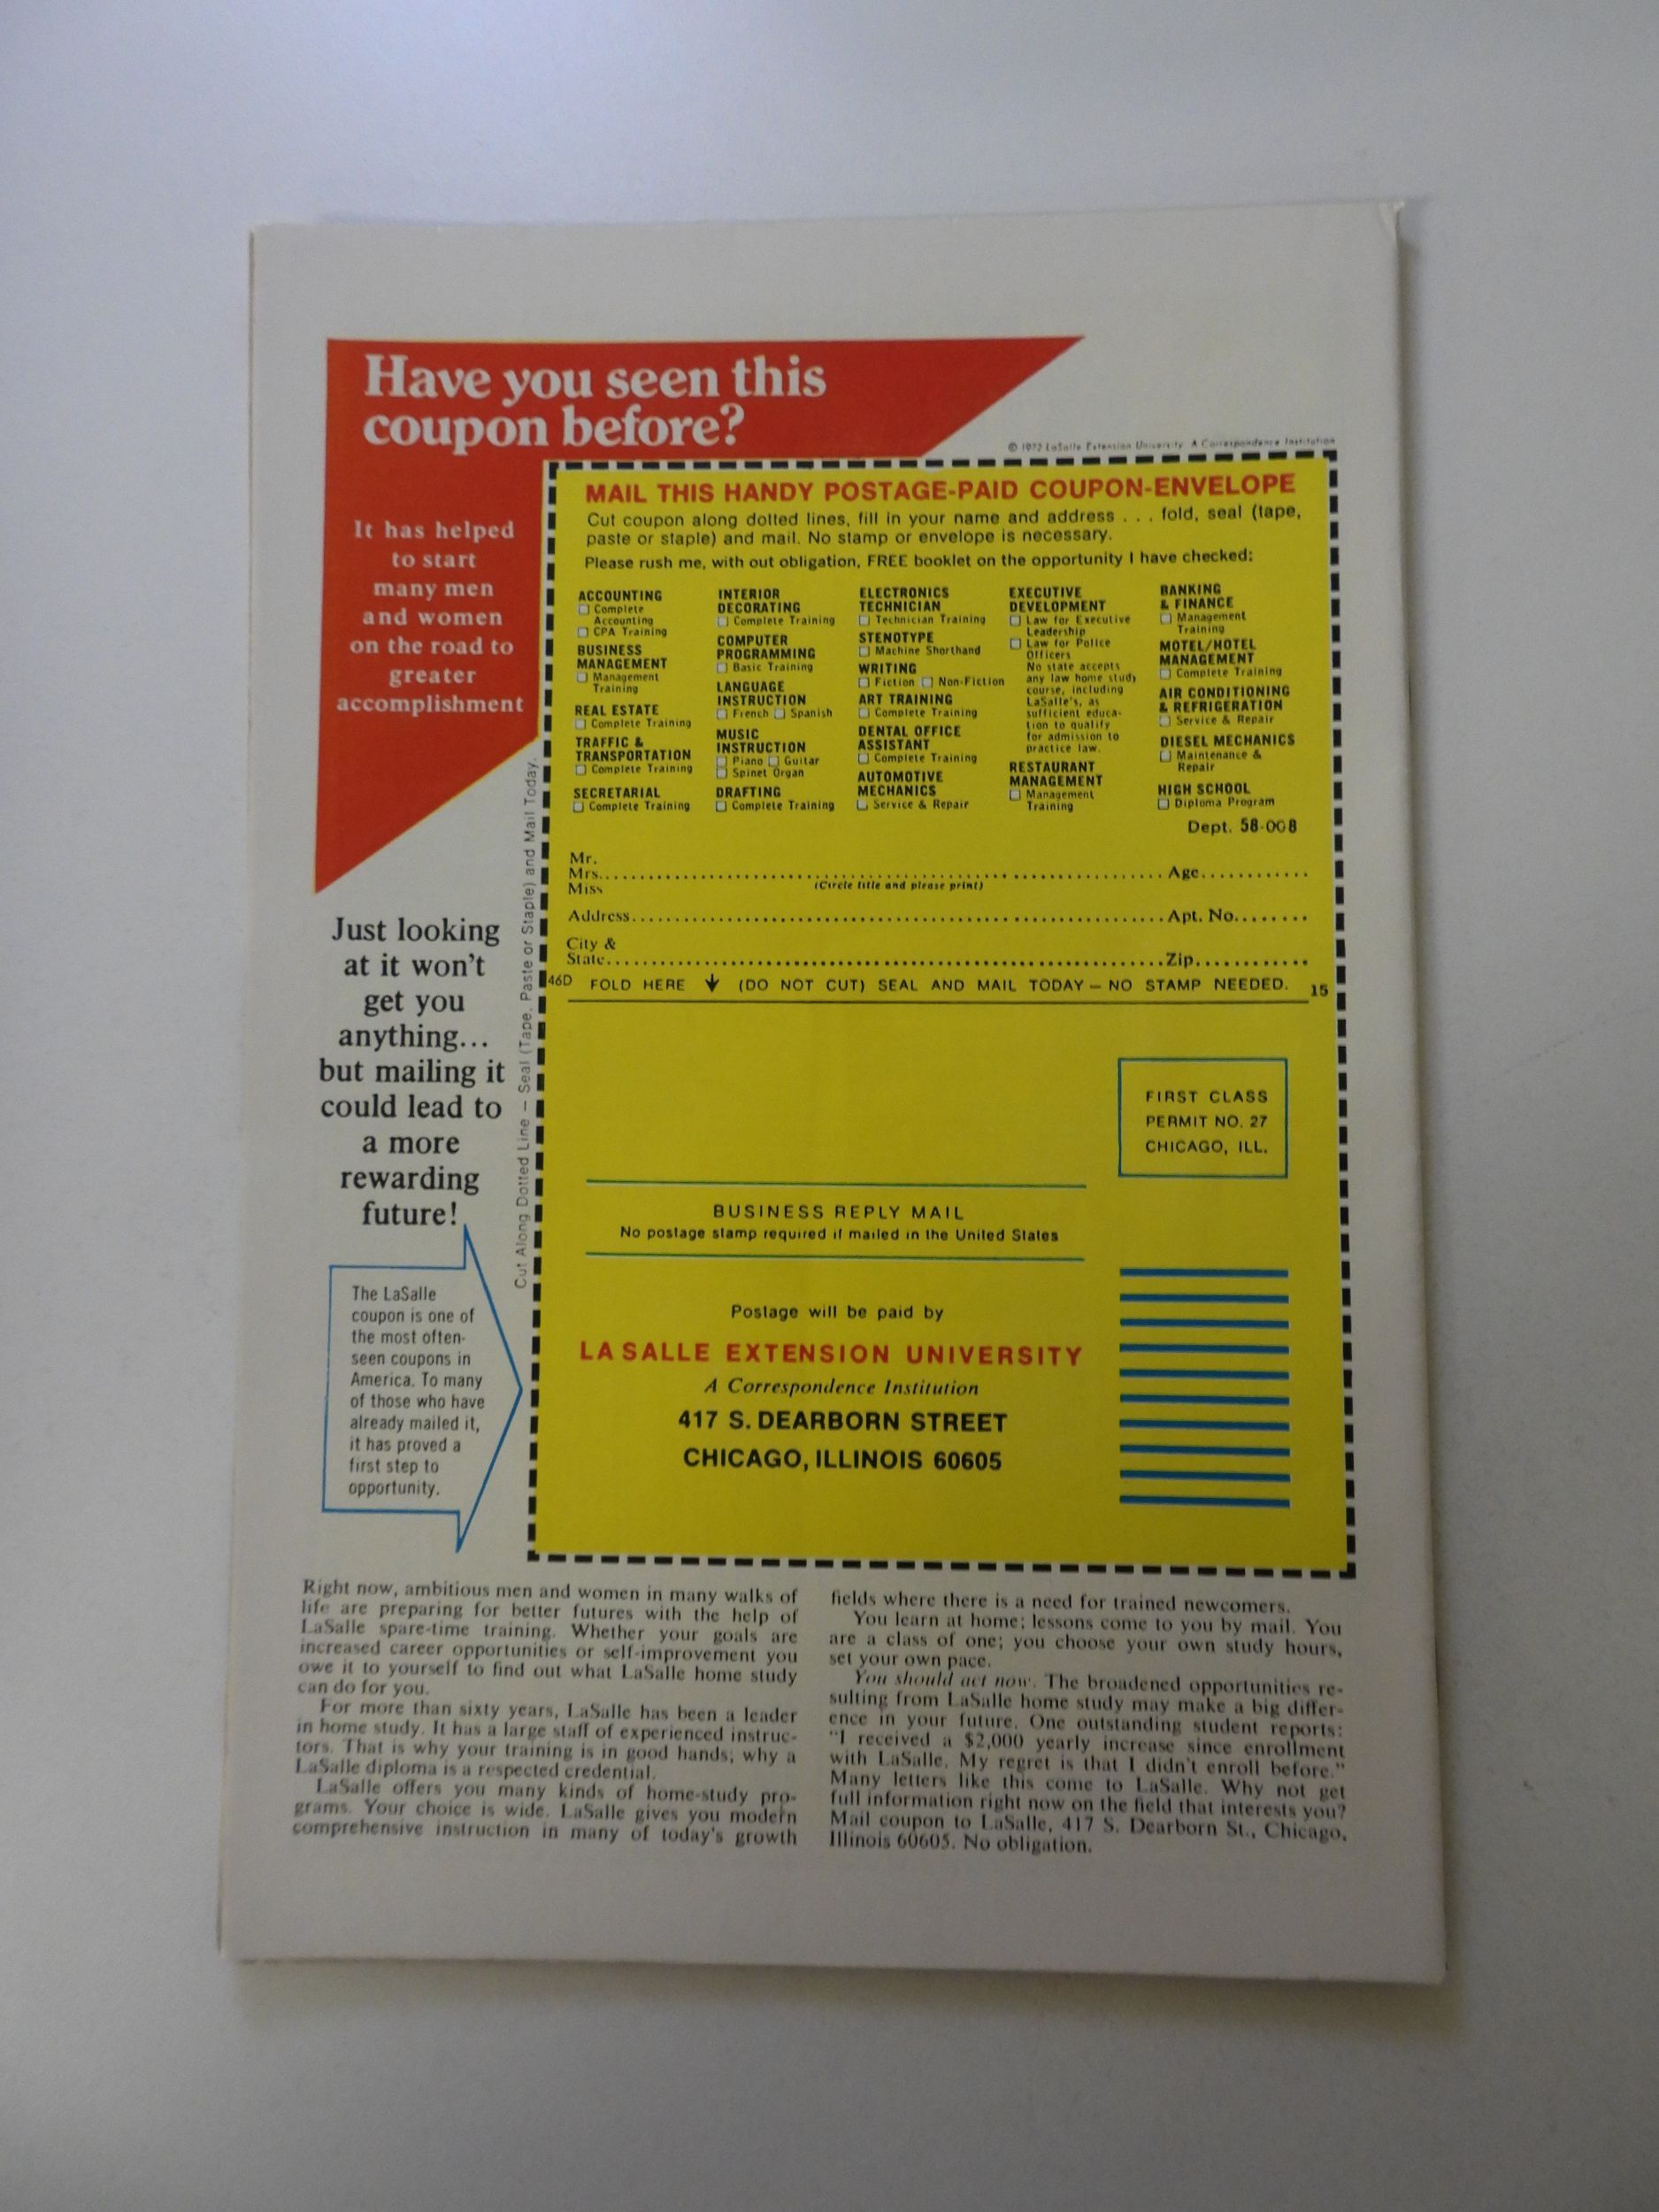 Have you seen this
coupon before?
It has helped
to start
many men
and women
on the road to
greater
accomplishment
© 1972 LaSalle Extension University A Correspondence Institution
MAIL THIS HANDY POSTAGE-PAID COUPON-ENVELOPE
Cut coupon along dotted lines, fill in your name and address . . . fold, seal (tape,
paste or staple) and mail. No stamp or envelope is necessary.
Please rush me, with out obligation, FREE booklet on the opportunity I have checked:
ACCOUNTING
Complete
Accounting
CPA Training
BUSINESS
MANAGEMENT
Management
Training
REAL ESTATE
Complete Training
TRAFFIC &
TRANSPORTATION
Complete Training
SECRETARIAL
Complete Training
INTERIOR
DECORATING
Complete Training
COMPUTER
PROGRAMMING
Basic Training
LANGUAGE
INSTRUCTION
French Spanish
MUSIC
INSTRUCTION
Piano Guitar
Spinet Organ
DRAFTING
Complete Training
ELECTRONICS
TECHNICIAN
Technician Training
STENOTYPE
Machine Shorthand
WRITING
Fiction Non-Fiction
ART TRAINING
Complete Training
DENTAL OFFICE
ASSISTANT
Complete Training
AUTOMOTIVE
MECHANICS
Service & Repair
EXECUTIVE
DEVELOPMENT
Law for Executive
Leadership
Law for Police
Officers
No state accepts
any law home study
course, including
LaSalle's, as
sufficient educa-
tion to qualify
for admission to
practice law.
RESTAURANT
MANAGEMENT
Management
Training
BANKING
& FINANCE
Management
Training
MOTEL/HOTEL
MANAGEMENT
Complete Training
AIR CONDITIONING
& REFRIGERATION
Service & Repair
DIESEL MECHANICS
Maintenance &
Repair
HIGH SCHOOL
Diploma Program
Dept. 58-008
Mr.
Mrs. Age
Miss (Circle title and please print)
Address Apt. No.
City &
State Zip
46D FOLD HERE (DO NOT CUT) SEAL AND MAIL TODAY – NO STAMP NEEDED. 15
Cut Along Dotted Line – Seal (Tape, Paste or Staple) and Mail Today.
Just looking
at it won't
get you
anything...
but mailing it
could lead to
a more
rewarding
future!
The LaSalle
coupon is one of
the most often-
seen coupons in
America. To many
of those who have
already mailed it,
it has proved a
first step to
opportunity.
FIRST CLASS
PERMIT NO. 27
CHICAGO, ILL.
BUSINESS REPLY MAIL
No postage stamp required if mailed in the United States
Postage will be paid by
LA SALLE EXTENSION UNIVERSITY
A Correspondence Institution
417 S. DEARBORN STREET
CHICAGO, ILLINOIS 60605
Right now, ambitious men and women in many walks of
life are preparing for better futures with the help of
LaSalle spare-time training. Whether your goals are
increased career opportunities or self-improvement you
owe it to yourself to find out what LaSalle home study
can do for you.
For more than sixty years, LaSalle has been a leader
in home study. It has a large staff of experienced instruc-
tors. That is why your training is in good hands; why a
LaSalle diploma is a respected credential.
LaSalle offers you many kinds of home-study pro-
grams. Your choice is wide. LaSalle gives you modern
comprehensive instruction in many of today's growth
fields where there is a need for trained newcomers.
You learn at home; lessons come to you by mail. You
are a class of one; you choose your own study hours,
set your own pace.
You should act now. The broadened opportunities re-
sulting from LaSalle home study may make a big differ-
ence in your future. One outstanding student reports:
"I received a $2,000 yearly increase since enrollment
with LaSalle. My regret is that I didn't enroll before."
Many letters like this come to LaSalle. Why not get
full information right now on the field that interests you?
Mail coupon to LaSalle, 417 S. Dearborn St., Chicago,
Illinois 60605. No obligation.